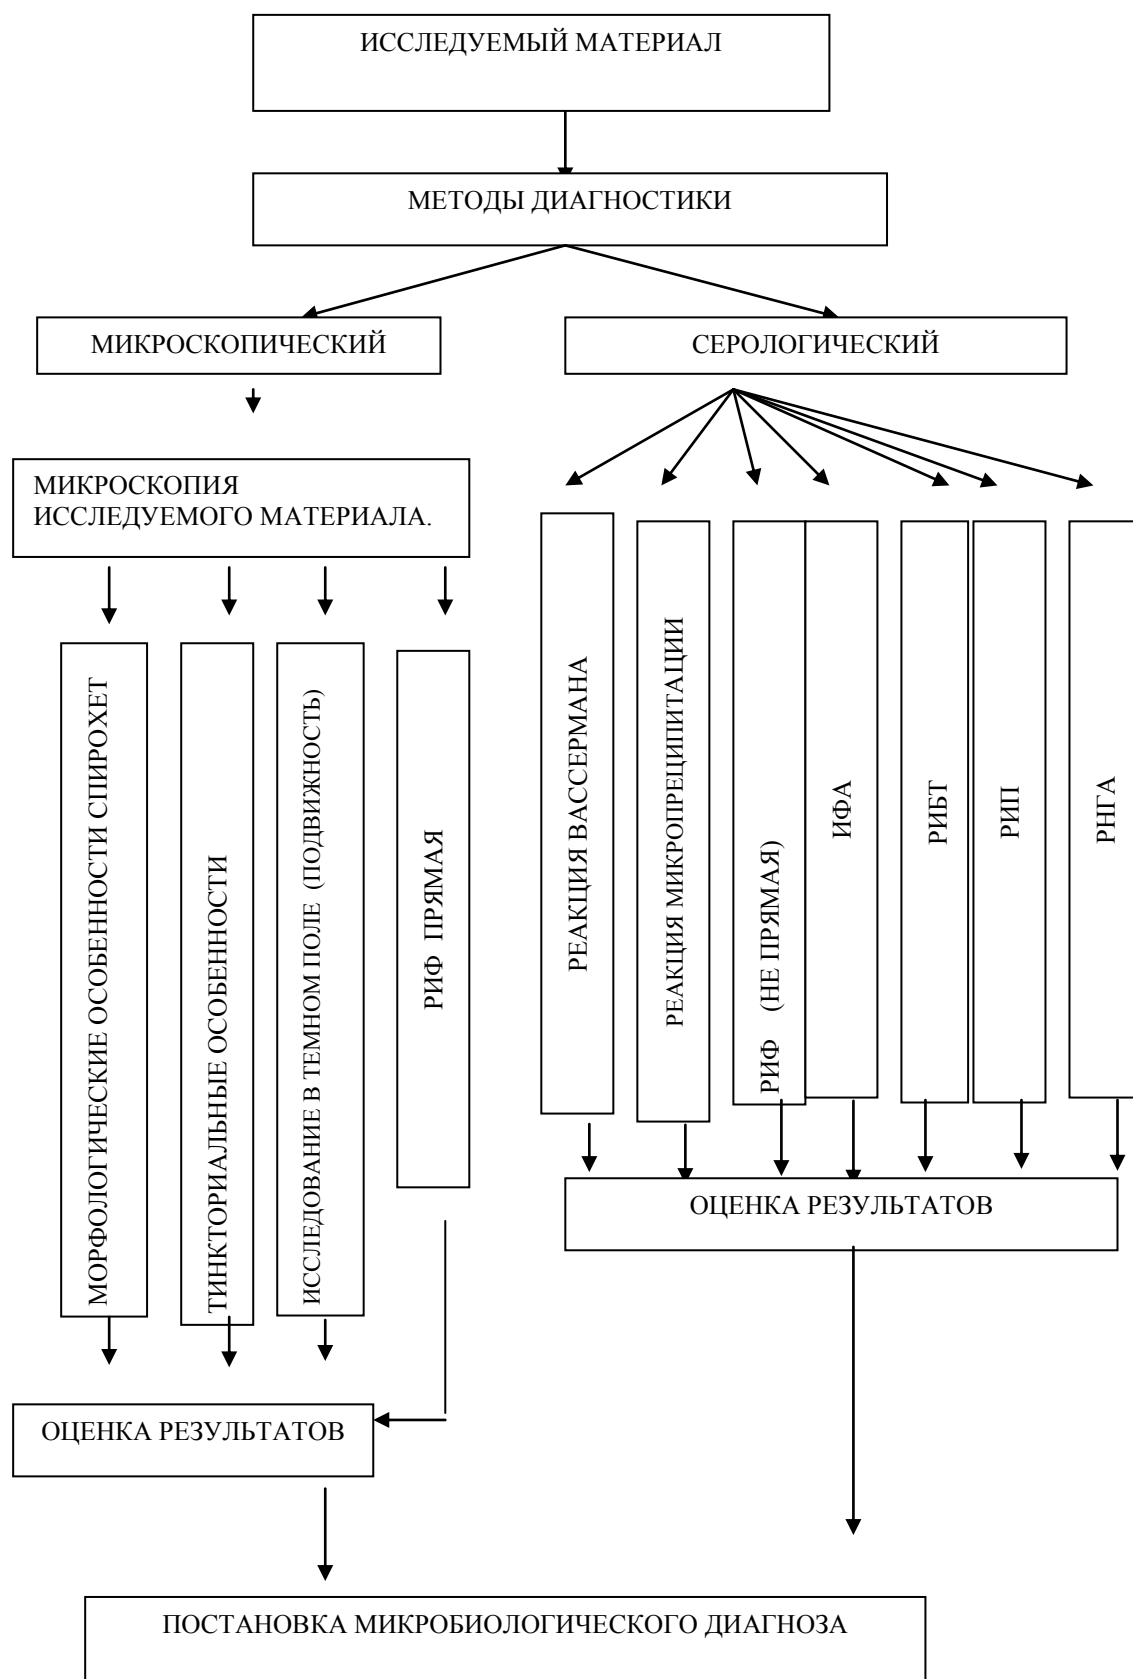 ИССЛЕДУЕМЫЙ МАТЕРИАЛ
МЕТОДЫ ДИАГНОСТИКИ
МИКРОСКОПИЧЕСКИЙ
СЕРОЛОГИЧЕСКИЙ
МИКРОСКОПИЯ
ИССЛЕДУЕМОГО МАТЕРИАЛА.
МОРФОЛОГИЧЕСКИЕ ОСОБЕННОСТИ СПИРОХЕТ
ТИНКТОРИАЛЬНЫЕ ОСОБЕННОСТИ
ИССЛЕДОВАНИЕ В ТЕМНОМ ПОЛЕ (ПОДВИЖНОСТЬ)
РИФ ПРЯМАЯ
РЕАКЦИЯ ВАССЕРМАНА
РЕАКЦИЯ МИКРОПРЕЦИПИТАЦИИ
РИФ (НЕ ПРЯМАЯ)
ИФА
РИБТ
РИП
РНГА
ОЦЕНКА РЕЗУЛЬТАТОВ
ОЦЕНКА РЕЗУЛЬТАТОВ
ПОСТАНОВКА МИКРОБИОЛОГИЧЕСКОГО ДИАГНОЗА